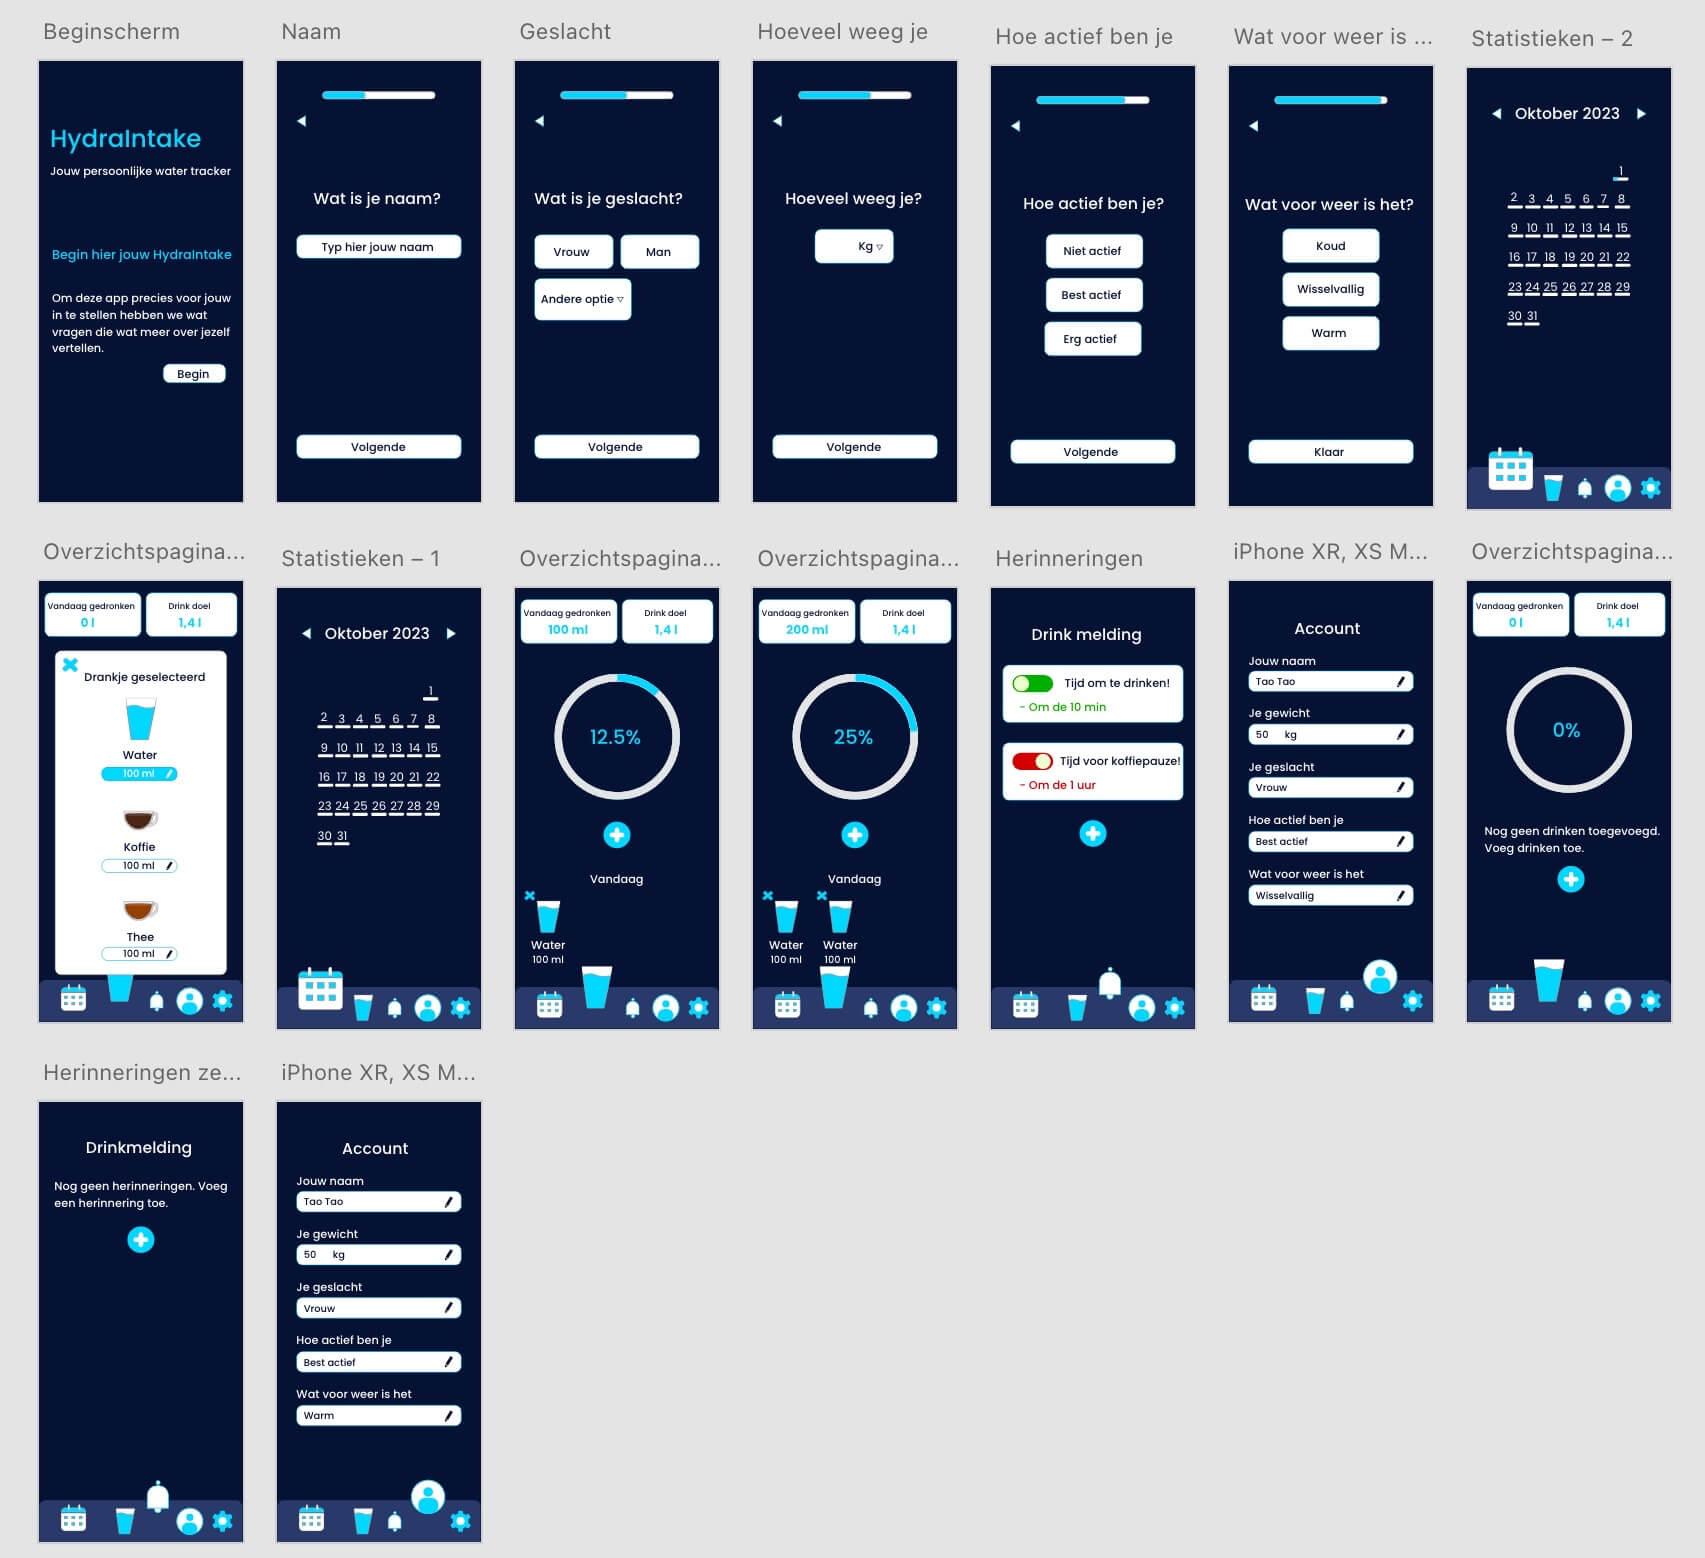 Beginscherm
HydraIntake
Jouw persoonlijke water tracker
Begin hier jouw HydraIntake
Om deze app precies voor jouw
in te stellen hebben we wat
vragen die wat meer over jezelf
vertellen.
Begin
Naam
Wat is je naam?
Typ hier jouw naam
Volgende
Geslacht
Wat is je geslacht?
Vrouw
Man
Andere optie
Volgende
Hoeveel weeg je
Hoeveel weeg je?
Kg
Volgende
Hoe actief ben je
Hoe actief ben je?
Niet actief
Best actief
Erg actief
Volgende
Wat voor weer is ...
Wat voor weer is het?
Koud
Wisselvallig
Warm
Klaar
Statistieken – 2
Oktober 2023
1
2 3 4 5 6 7 8
9 10 11 12 13 14 15
16 17 18 19 20 21 22
23 24 25 26 27 28 29
30 31
Overzichtspagina...
Vandaag gedronken
0 l
Drink doel
1,4 l
Drankje geselecteerd
Water
100 ml
Koffie
100 ml
Thee
100 ml
Statistieken – 1
Oktober 2023
1
2 3 4 5 6 7 8
9 10 11 12 13 14 15
16 17 18 19 20 21 22
23 24 25 26 27 28 29
30 31
Overzichtspagina...
Vandaag gedronken
100 ml
Drink doel
1,4 l
12.5%
Vandaag
Water
100 ml
Overzichtspagina...
Vandaag gedronken
200 ml
Drink doel
1,4 l
25%
Vandaag
Water
100 ml
Water
100 ml
Herinneringen
Drink melding
Tijd om te drinken!
- Om de 10 min
Tijd voor koffiepauze!
- Om de 1 uur
iPhone XR, XS M...
Account
Jouw naam
Tao Tao
Je gewicht
50 kg
Je geslacht
Vrouw
Hoe actief ben je
Best actief
Wat voor weer is het
Wisselvallig
Overzichtspagina...
Vandaag gedronken
0 l
Drink doel
1,4 l
0%
Nog geen drinken toegevoegd.
Voeg drinken toe.
Herinneringen ze...
Drinkmelding
Nog geen herinneringen. Voeg
een herinnering toe.
iPhone XR, XS M...
Account
Jouw naam
Tao Tao
Je gewicht
50 kg
Je geslacht
Vrouw
Hoe actief ben je
Best actief
Wat voor weer is het
Warm